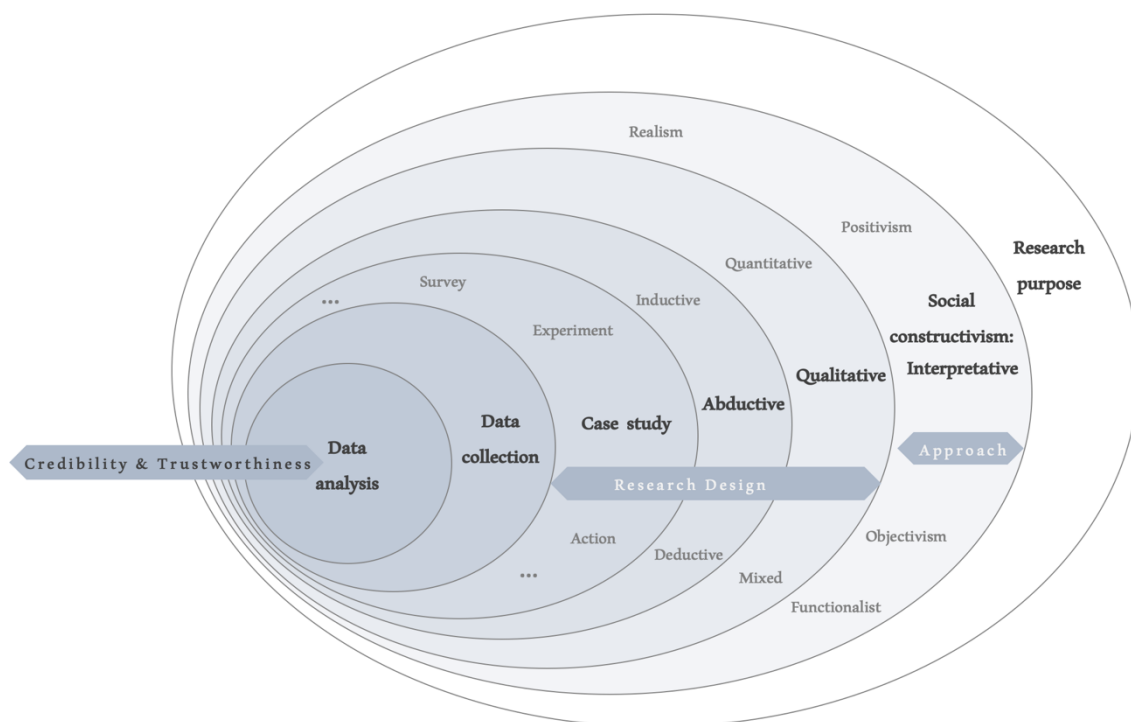 Realism
Positivism
Research
purpose
Quantitative
Survey
...
Inductive
Social
constructivism:
Interpretative
Experiment
Qualitative
Abductive
Case study
Data
collection
Data
analysis
Credibility & Trustworthiness
Approach
Research Design
Action
...
Deductive
Objectivism
Mixed
Functionalist